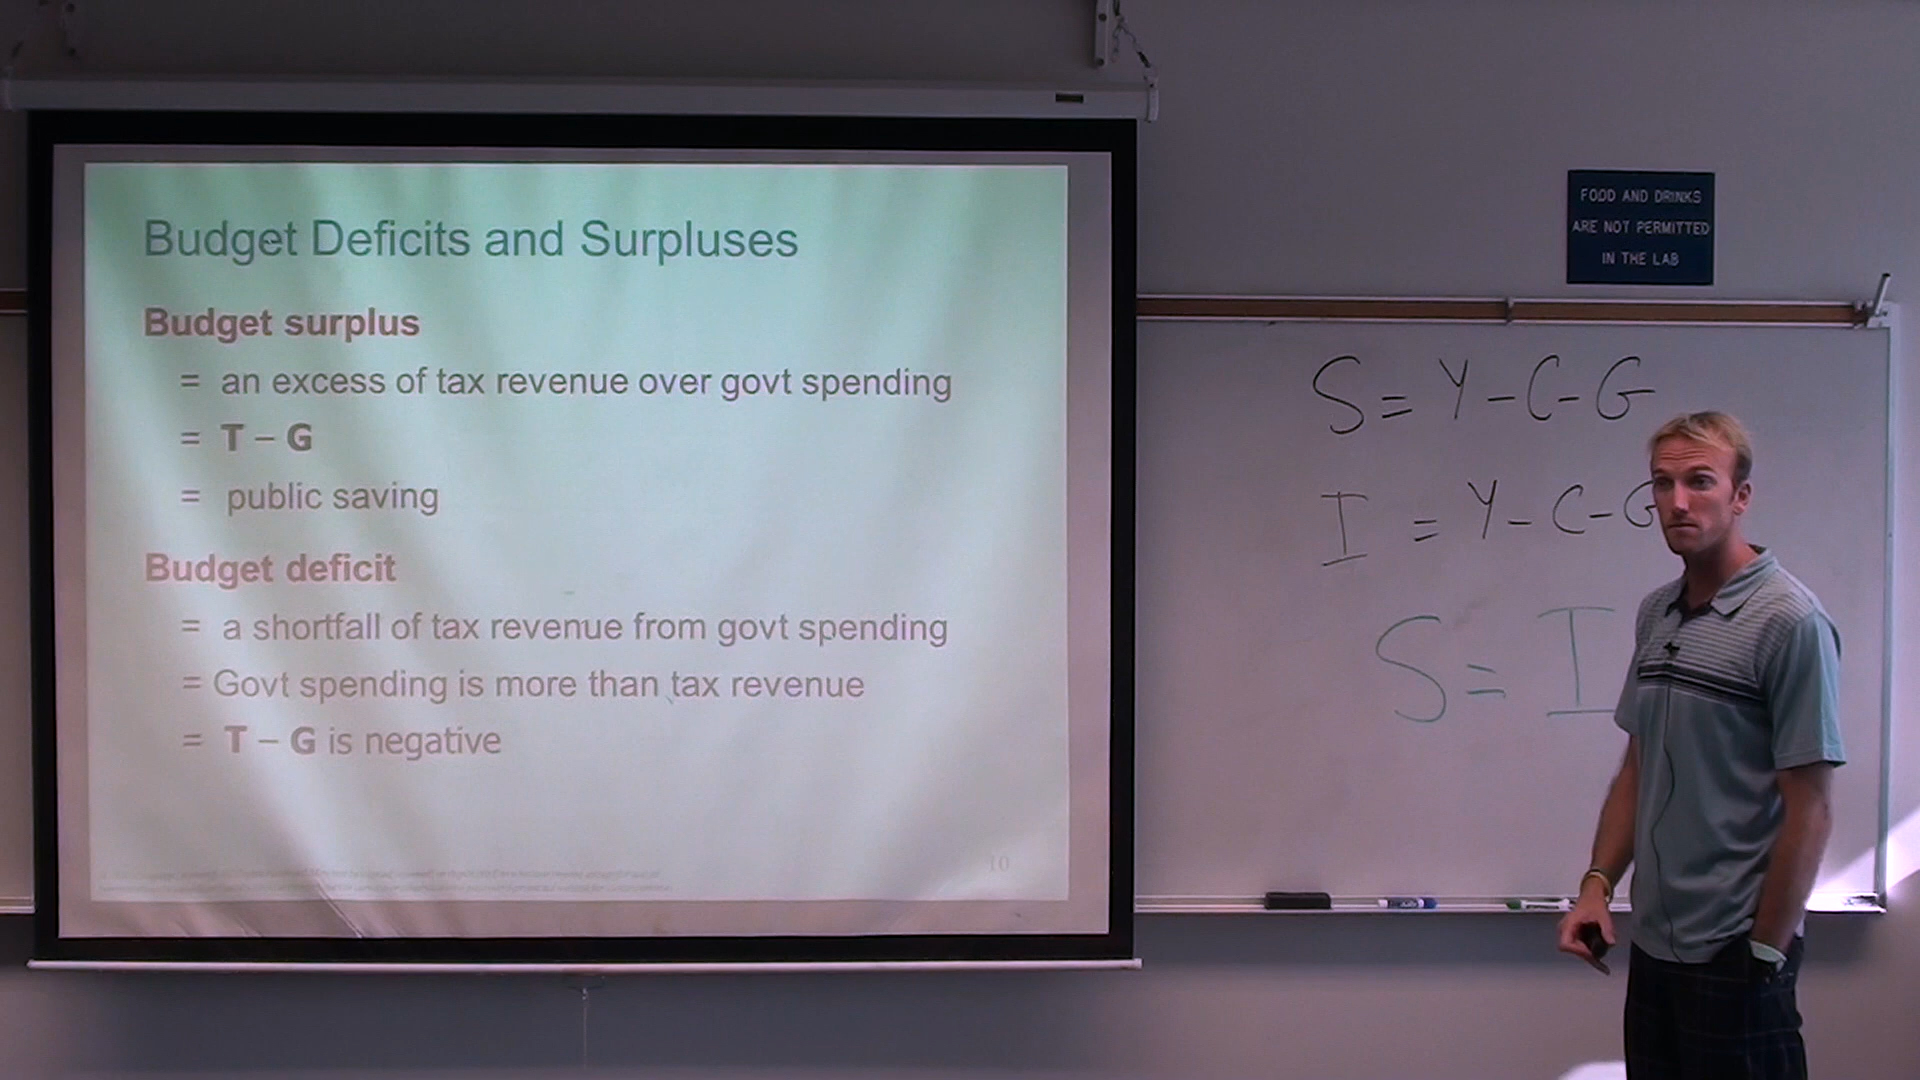 Budget Deficits and Surpluses
Budget surplus
= an excess of tax revenue over govt spending
= T – G
= public saving
Budget deficit
= a shortfall of tax revenue from govt spending
= Govt spending is more than tax revenue
= T – G is negative
10
FOOD AND DRINKS
ARE NOT PERMITTED
IN THE LAB
S = Y - C - G
I = Y - C - G
S = I